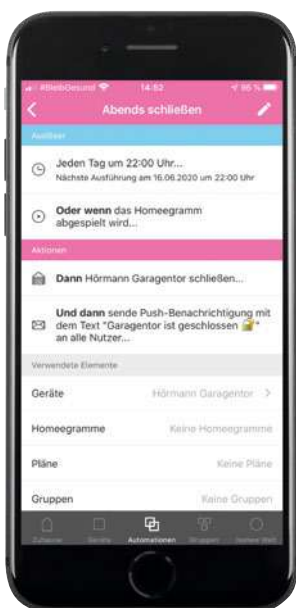 #BleibGesund 14:52 86 %
Abends schließen
Auslöser
Jeden Tag um 22:00 Uhr...
Nächste Ausführung am 16.06.2020 um 22:00 Uhr
Oder wenn das Homeegramm
abgespielt wird...
Aktionen
Dann Hörmann Garagentor schließen...
Und dann sende Push-Benachrichtigung mit
dem Text "Garagentor ist geschlossen 🔐"
an alle Nutzer...
Verwendete Elemente
Geräte Hörmann Garagentor
Homeegramme Keine Homeegramme
Pläne Keine Pläne
Gruppen Keine Gruppen
Zuhause Geräte Automationen Gruppen